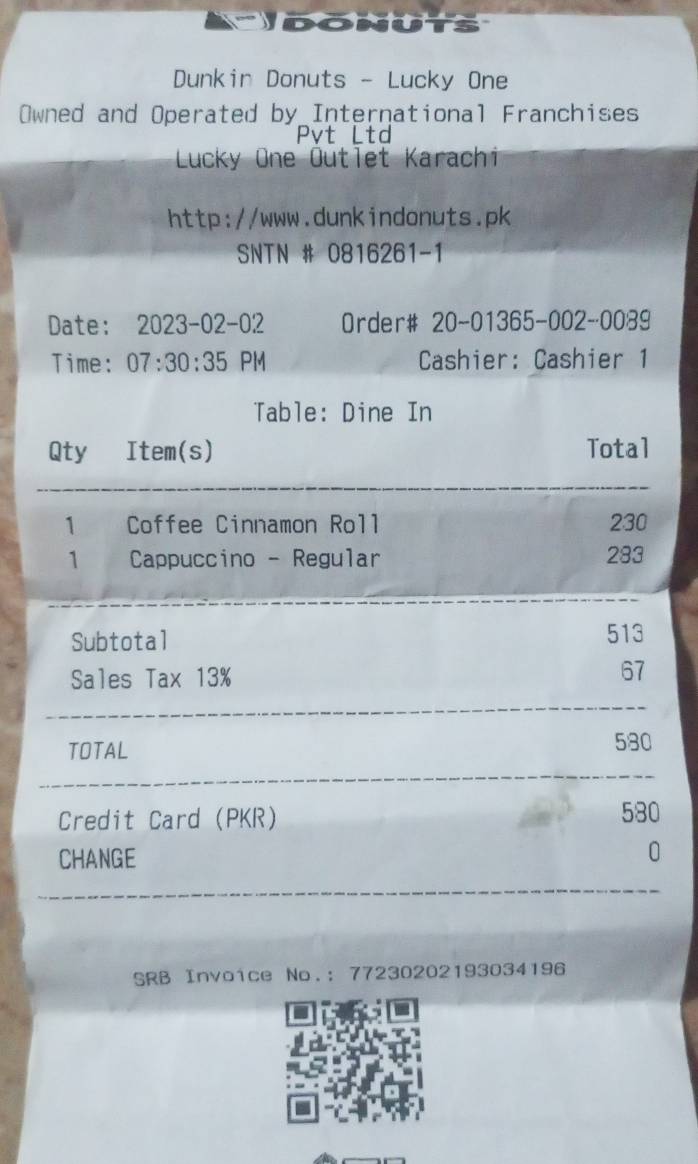 DONUTS
Dunkin Donuts - Lucky One
Owned and Operated by International Franchises
Pvt Ltd
Lucky One Outlet Karachi
http://www.dunkindonuts.pk
SNTN # 0816261-1
Date: 2023-02-02 Order# 20-01365-002-0089
Time: 07:30:35 PM Cashier: Cashier 1
Table: Dine In
Qty Item(s) Total
1 Coffee Cinnamon Roll 230
1 Cappuccino - Regular 283
Subtotal 513
Sales Tax 13% 67
TOTAL 580
Credit Card (PKR) 580
CHANGE 0
SRB Invoice No.: 77230202193034196